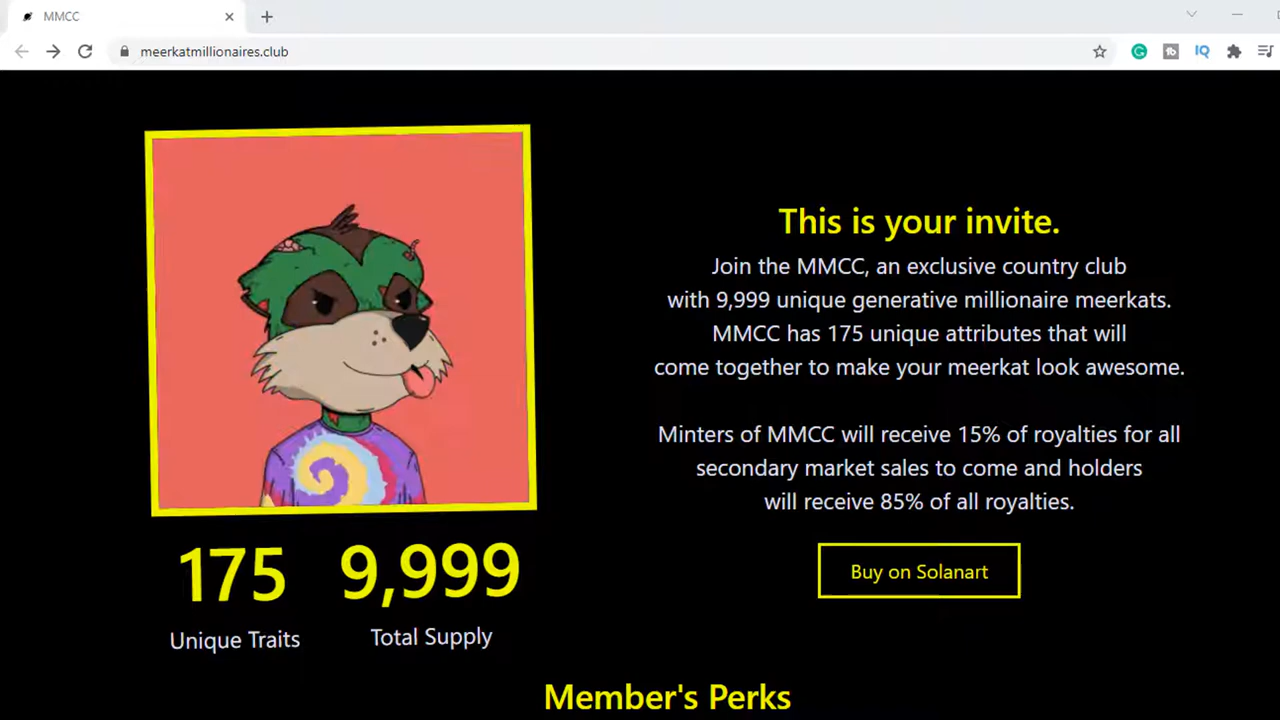 MMCC
meerkatmillionaires.club
This is your invite.
Join the MMCC, an exclusive country club
with 9,999 unique generative millionaire meerkats.
MMCC has 175 unique attributes that will
come together to make your meerkat look awesome.
Minters of MMCC will receive 15% of royalties for all
secondary market sales to come and holders
will receive 85% of all royalties.
Buy on Solanart
175 9,999
Unique Traits Total Supply
Member's Perks